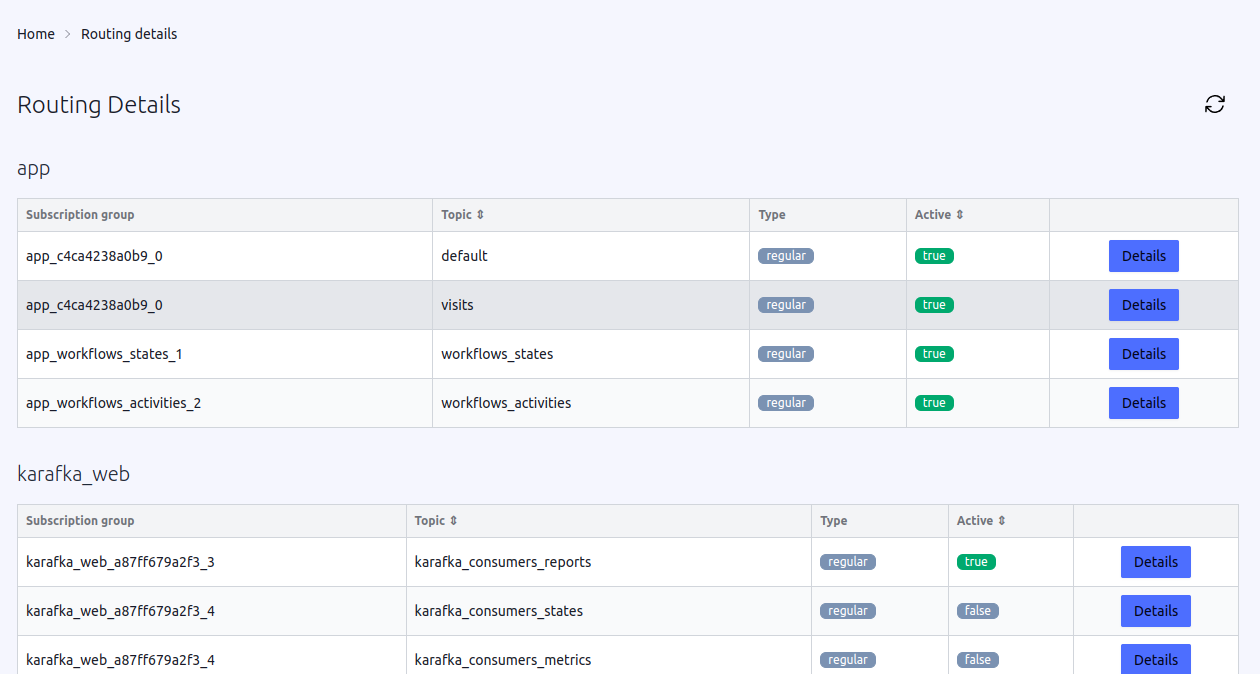 Home > Routing details
Routing Details
app
Subscription group Topic ⇕ Type Active ⇕
app_c4ca4238a0b9_0 default regular true Details
app_c4ca4238a0b9_0 visits regular true Details
app_workflows_states_1 workflows_states regular true Details
app_workflows_activities_2 workflows_activities regular true Details
karafka_web
Subscription group Topic ⇕ Type Active ⇕
karafka_web_a87ff679a2f3_3 karafka_consumers_reports regular true Details
karafka_web_a87ff679a2f3_4 karafka_consumers_states regular false Details
karafka_web_a87ff679a2f3_4 karafka_consumers_metrics regular false Details